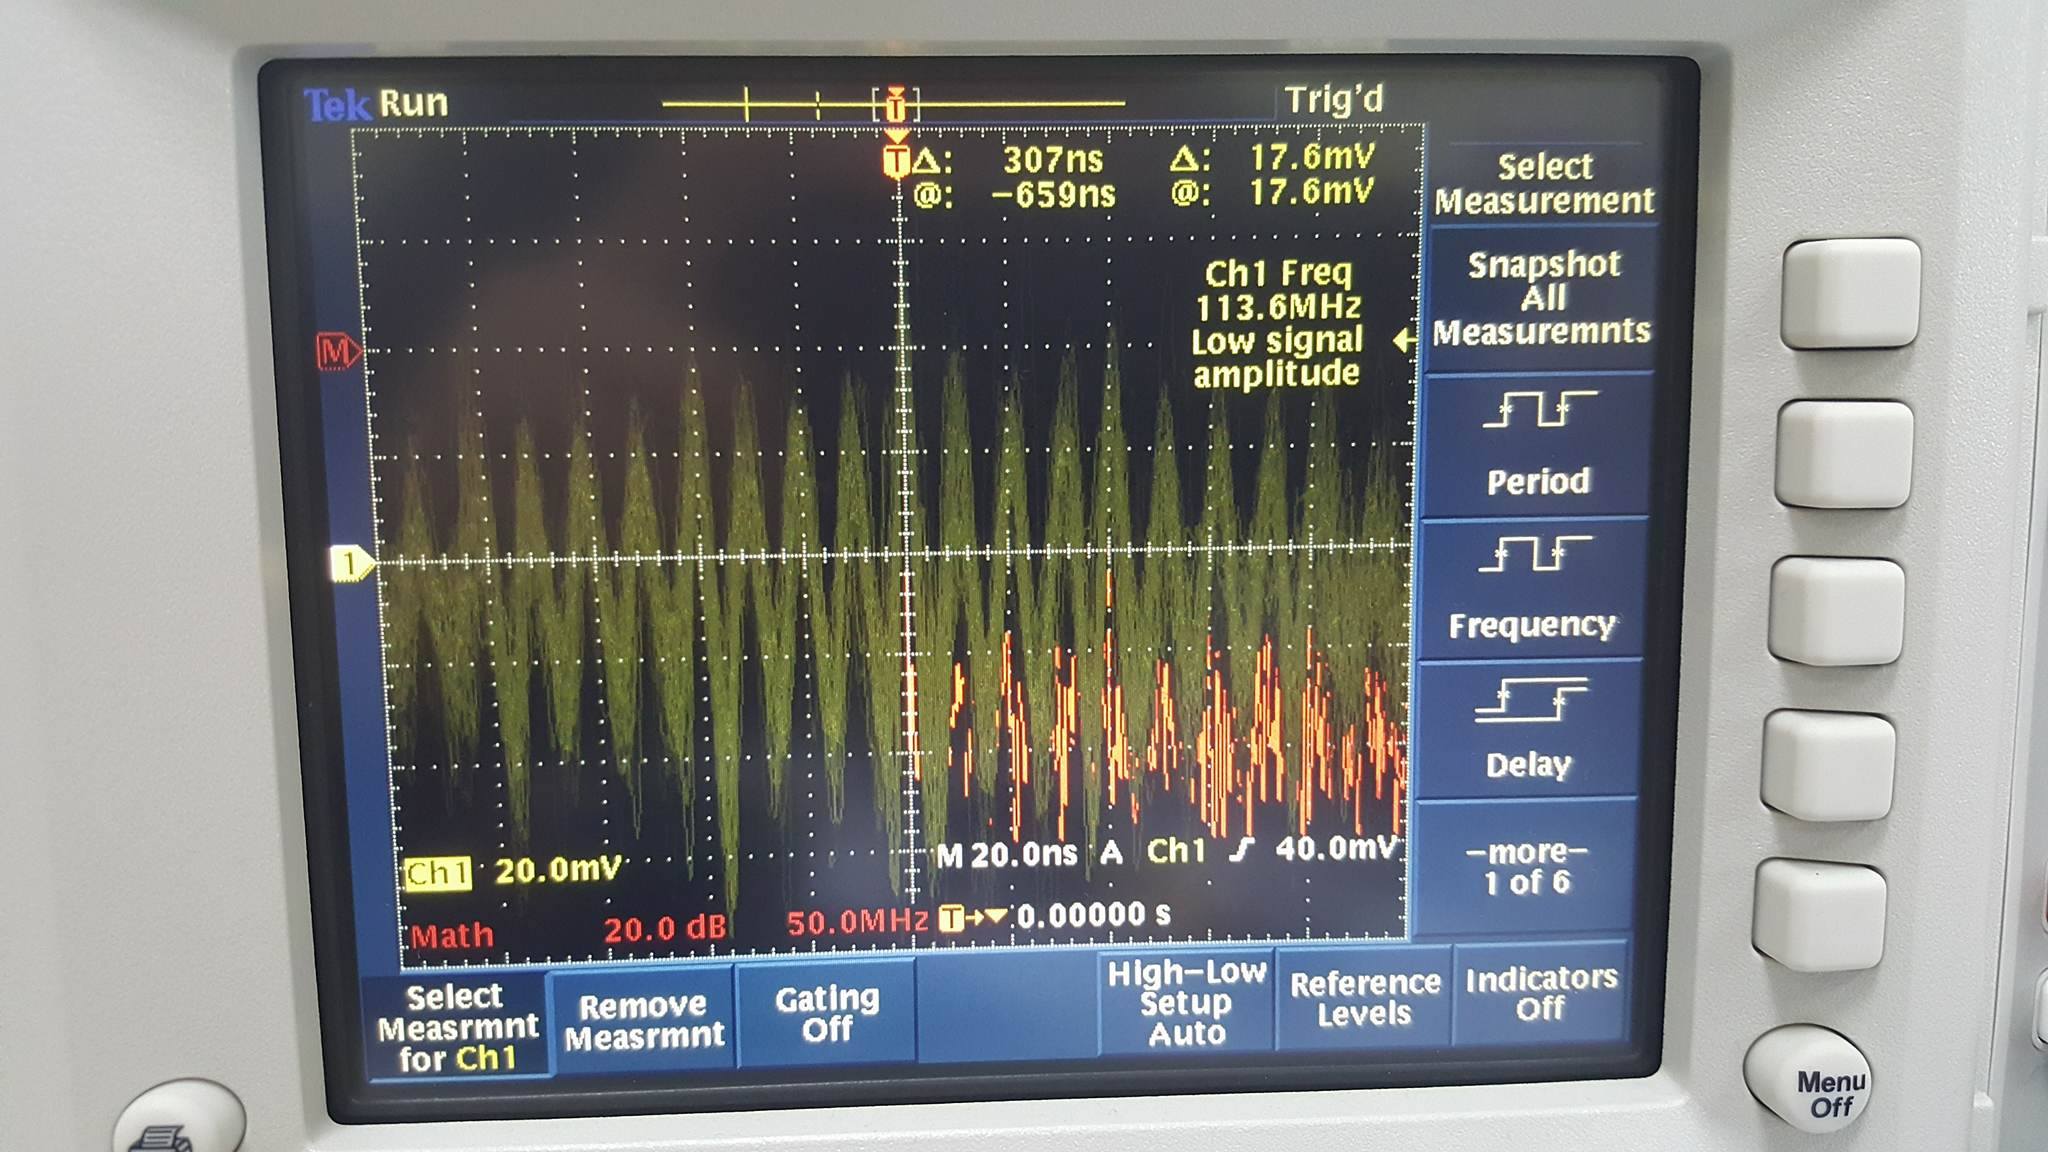 Tek Run
Trig'd
T
T
Δ: 307ns Δ: 17.6mV
@: -659ns @: 17.6mV
Ch1 Freq
113.6MHz
Low signal
amplitude
M
1
Ch1 20.0mV
M 20.0ns A Ch1 40.0mV
Math 20.0 dB 50.0MHz
T 0.00000 s
Select
Measurement
Snapshot
All
Measuremnts
Period
Frequency
Delay
-more-
1 of 6
Select
Measrmnt
for Ch1
Remove
Measrmnt
Gating
Off
High-Low
Setup
Auto
Reference
Levels
Indicators
Off
Menu
Off